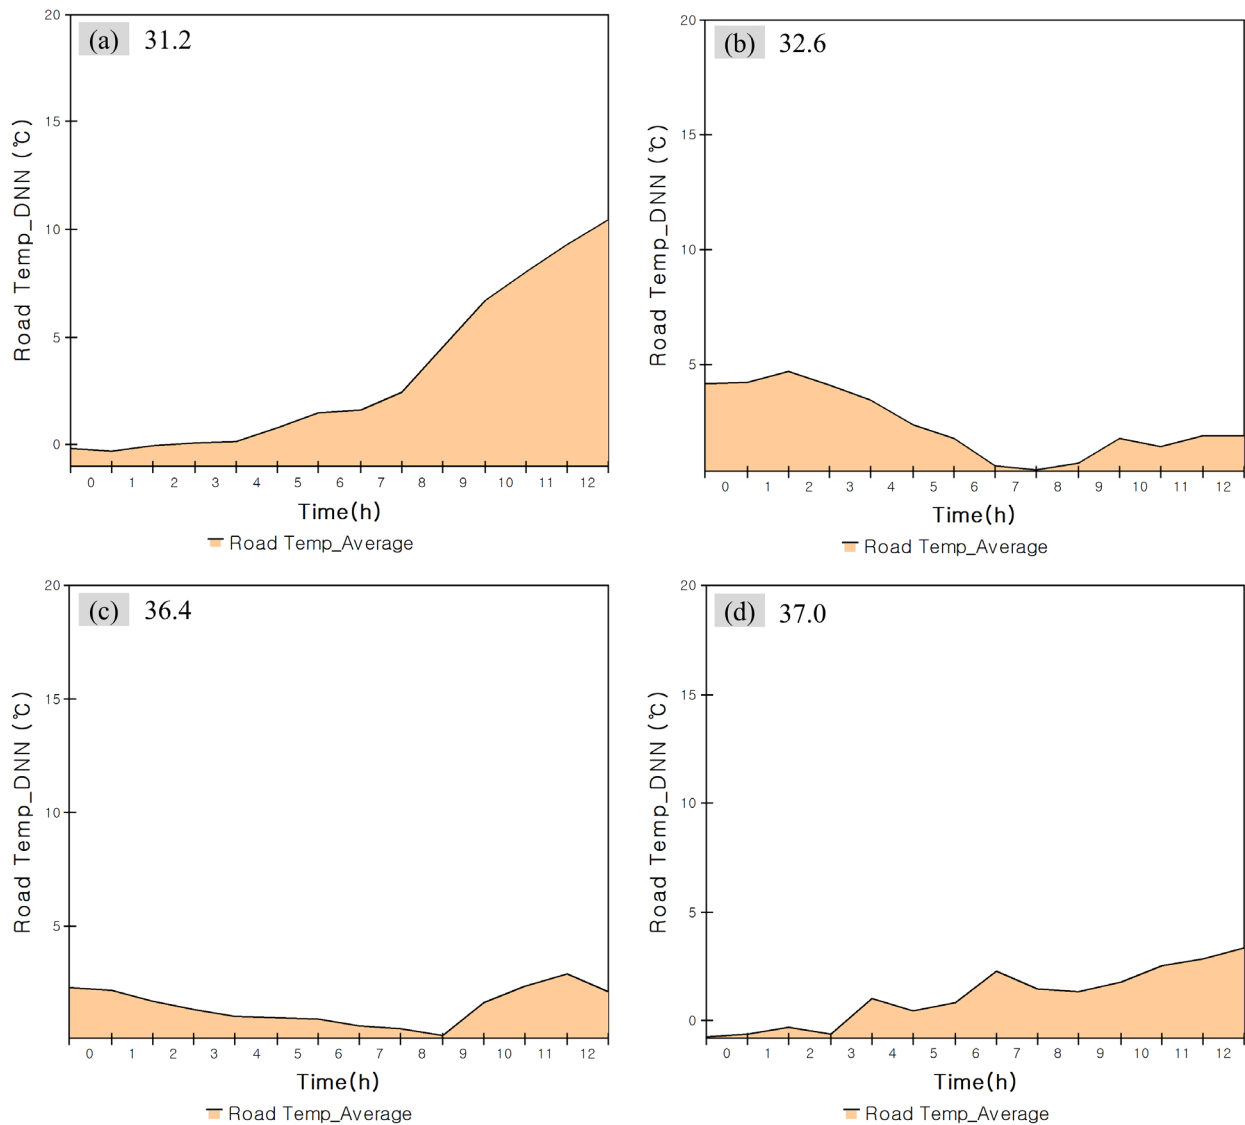 (a) 31.2
20
15
10
5
0
Road Temp_DNN (℃)
0 1 2 3 4 5 6 7 8 9 10 11 12
Time(h)
Road Temp_Average
(b) 32.6
20
15
10
5
Road Temp_DNN (℃)
0 1 2 3 4 5 6 7 8 9 10 11 12
Time(h)
Road Temp_Average
(c) 36.4
20
15
10
5
Road Temp_DNN (℃)
0 1 2 3 4 5 6 7 8 9 10 11 12
Time(h)
Road Temp_Average
(d) 37.0
20
15
10
5
0
Road Temp_DNN (℃)
0 1 2 3 4 5 6 7 8 9 10 11 12
Time(h)
Road Temp_Average